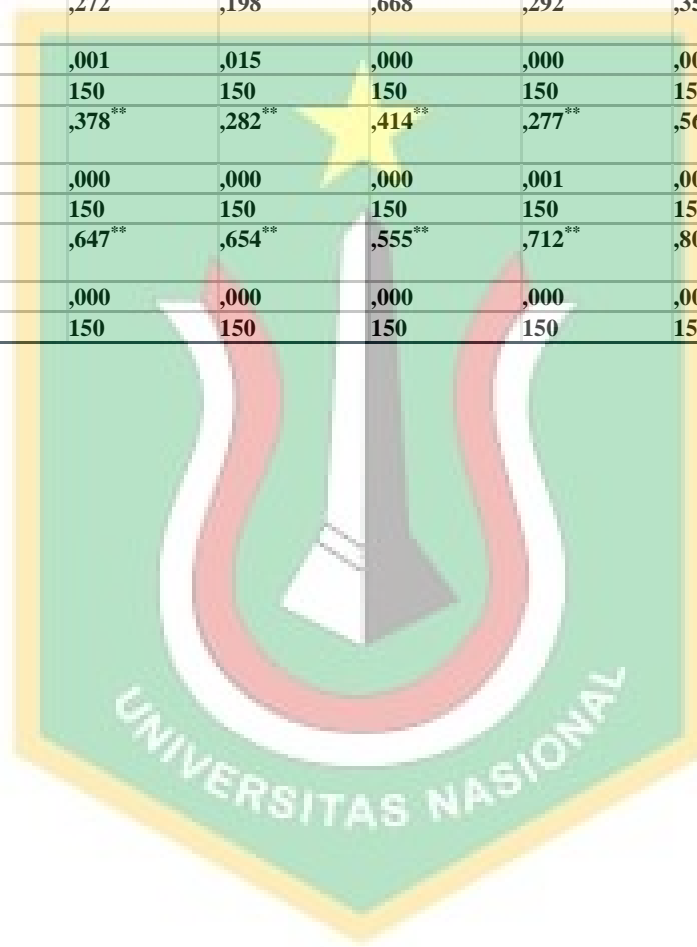 ,272 ,198 ,668 ,292
,001 ,015 ,000 ,000
150 150 150 150
,378** ,282** ,414** ,277**
,000 ,000 ,000 ,001
150 150 150 150
,647** ,654** ,555** ,712**
,000 ,000 ,000 ,000
150 150 150 150
UNIVERSITAS NASIONAL